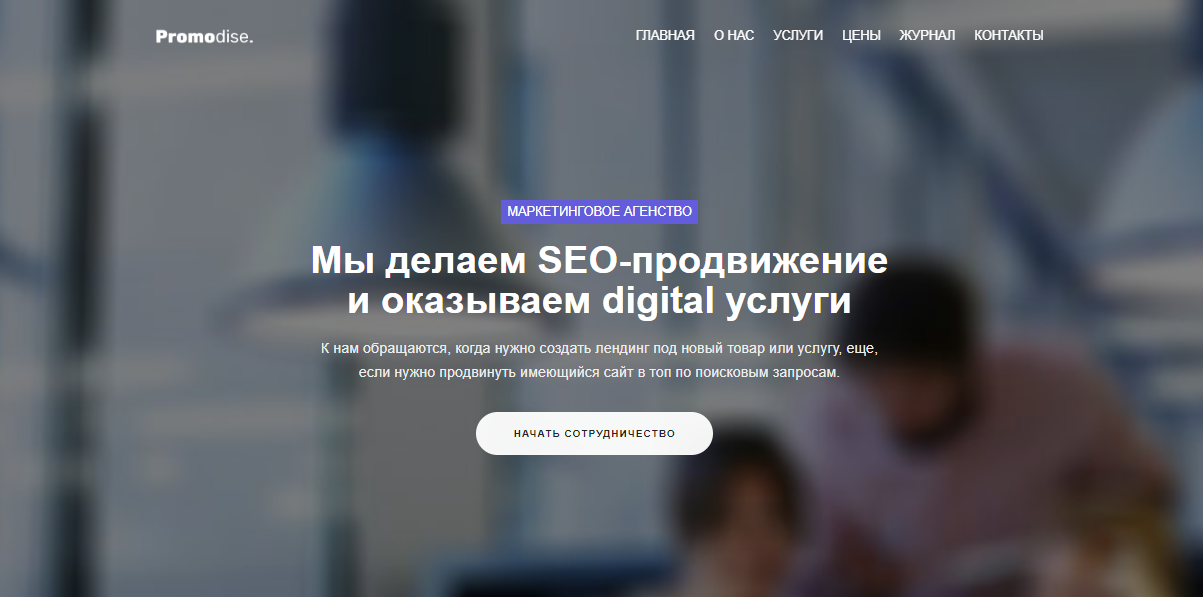 Promodise.
ГЛАВНАЯ О НАС УСЛУГИ ЦЕНЫ ЖУРНАЛ КОНТАКТЫ
МАРКЕТИНГОВОЕ АГЕНСТВО
Мы делаем SEO-продвижение
и оказываем digital услуги
К нам обращаются, когда нужно создать лендинг под новый товар или услугу, еще,
если нужно продвинуть имеющийся сайт в топ по поисковым запросам.
НАЧАТЬ СОТРУДНИЧЕСТВО